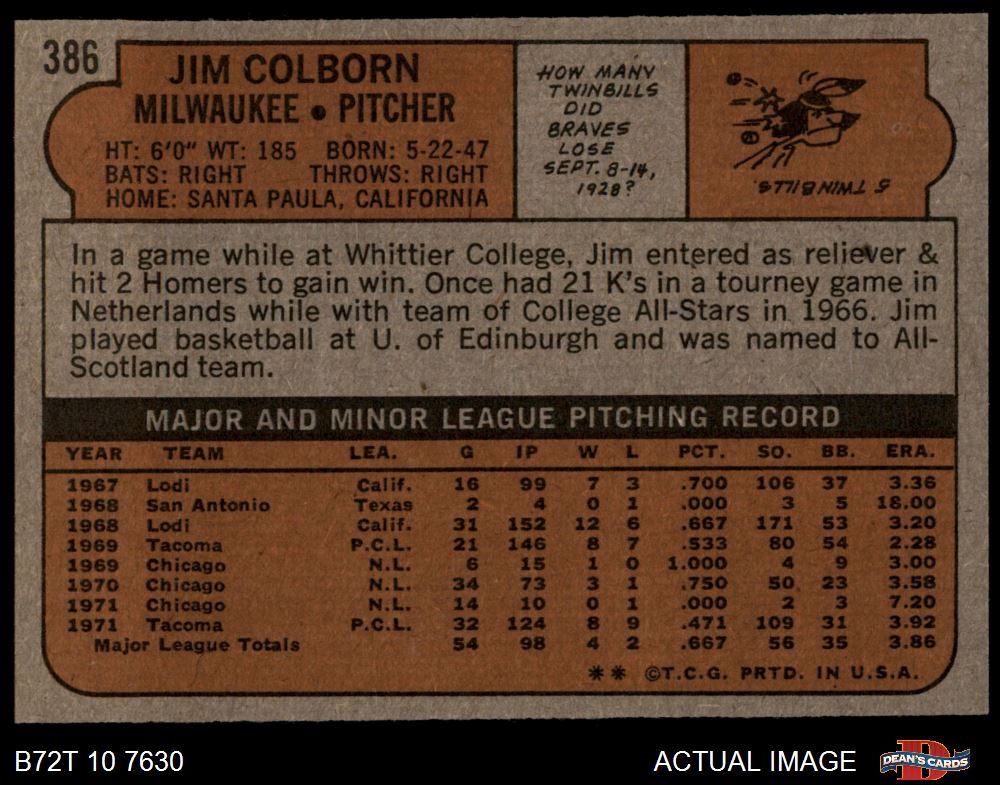 386
JIM COLBORN
MILWAUKEE • PITCHER
HT: 6'0" WT: 185 BORN: 5-22-47
BATS: RIGHT THROWS: RIGHT
HOME: SANTA PAULA, CALIFORNIA
HOW MANY
TWINBILLS
DID
BRAVES
LOSE
SEPT. 8-14,
1928?
5 TWINBILLS.
In a game while at Whittier College, Jim entered as reliever &
hit 2 Homers to gain win. Once had 21 K's in a tourney game in
Netherlands while with team of College All-Stars in 1966. Jim
played basketball at U. of Edinburgh and was named to All-
Scotland team.
MAJOR AND MINOR LEAGUE PITCHING RECORD
YEAR TEAM LEA. G IP W L PCT. SO. BB. ERA.
1967 Lodi Calif. 16 99 7 3 .700 106 37 3.36
1968 San Antonio Texas 2 4 0 1 .000 3 5 18.00
1968 Lodi Calif. 31 152 12 6 .667 171 53 3.20
1969 Tacoma P.C.L. 21 146 8 7 .533 80 54 2.28
1969 Chicago N.L. 6 15 1 0 1.000 4 9 3.00
1970 Chicago N.L. 34 73 3 1 .750 50 23 3.58
1971 Chicago N.L. 14 10 0 1 .000 2 3 7.20
1971 Tacoma P.C.L. 32 124 8 9 .471 109 31 3.92
Major League Totals 54 98 4 2 .667 56 35 3.86
** ©T.C.G. PRTD. IN U.S.A.
B72T 10 7630
ACTUAL IMAGE
DEAN'S CARDS